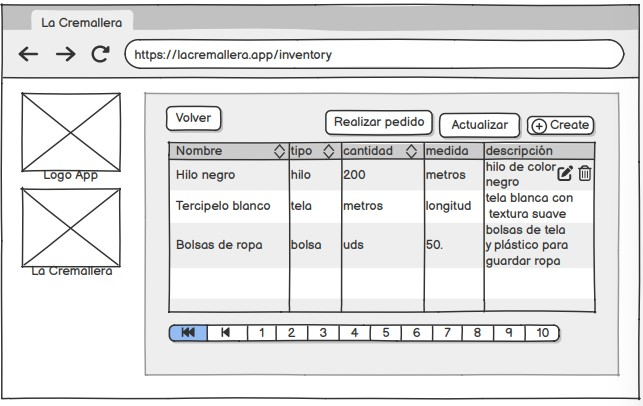 La Cremallera
https://lacremallera.app/inventory
Logo App
La Cremallera
Volver
Realizar pedido
Actualizar
Create
Nombre tipo cantidad medida descripción
Hilo negro hilo 200 metros hilo de color
negro
Tercipelo blanco tela metros longitud tela blanca con
textura suave
Bolsas de ropa bolsa uds 50. bolsas de tela
y plástico para
guardar ropa
1 2 3 4 5 6 7 8 9 10